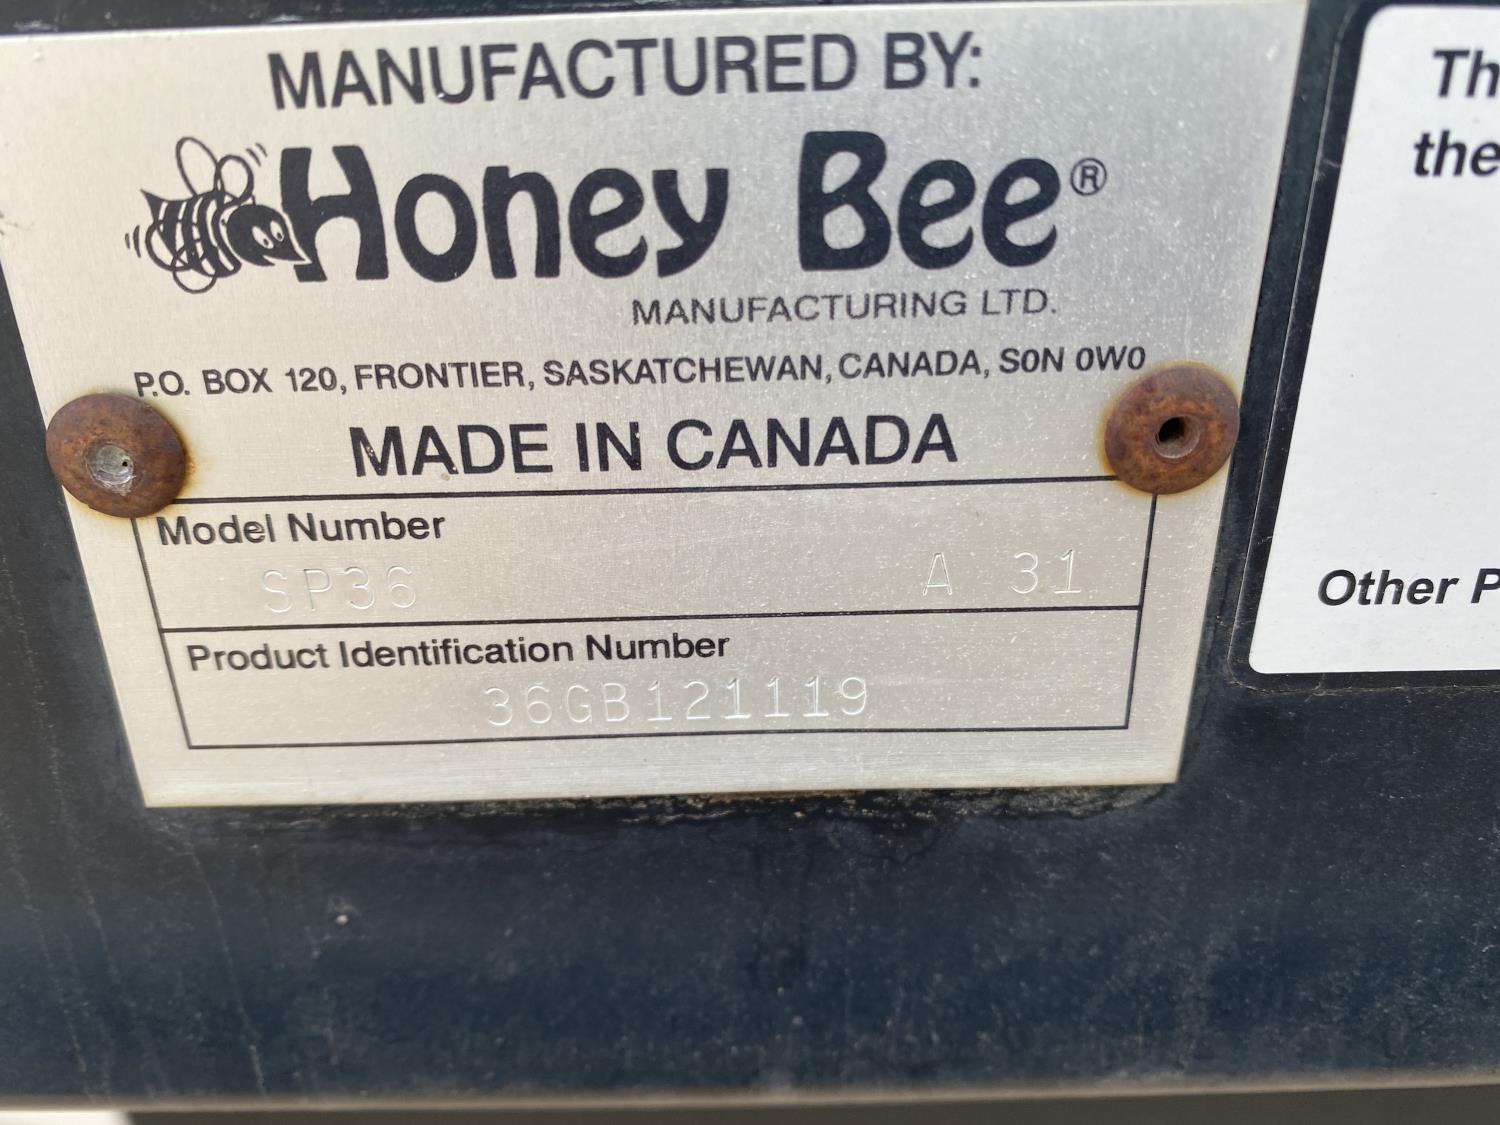 MANUFACTURED BY:
Honey Bee®
MANUFACTURING LTD.
P.O. BOX 120, FRONTIER, SASKATCHEWAN, CANADA, S0N 0W0
MADE IN CANADA
Model Number
SP36 A 31
Product Identification Number
36GB121119
Th
the
Other P